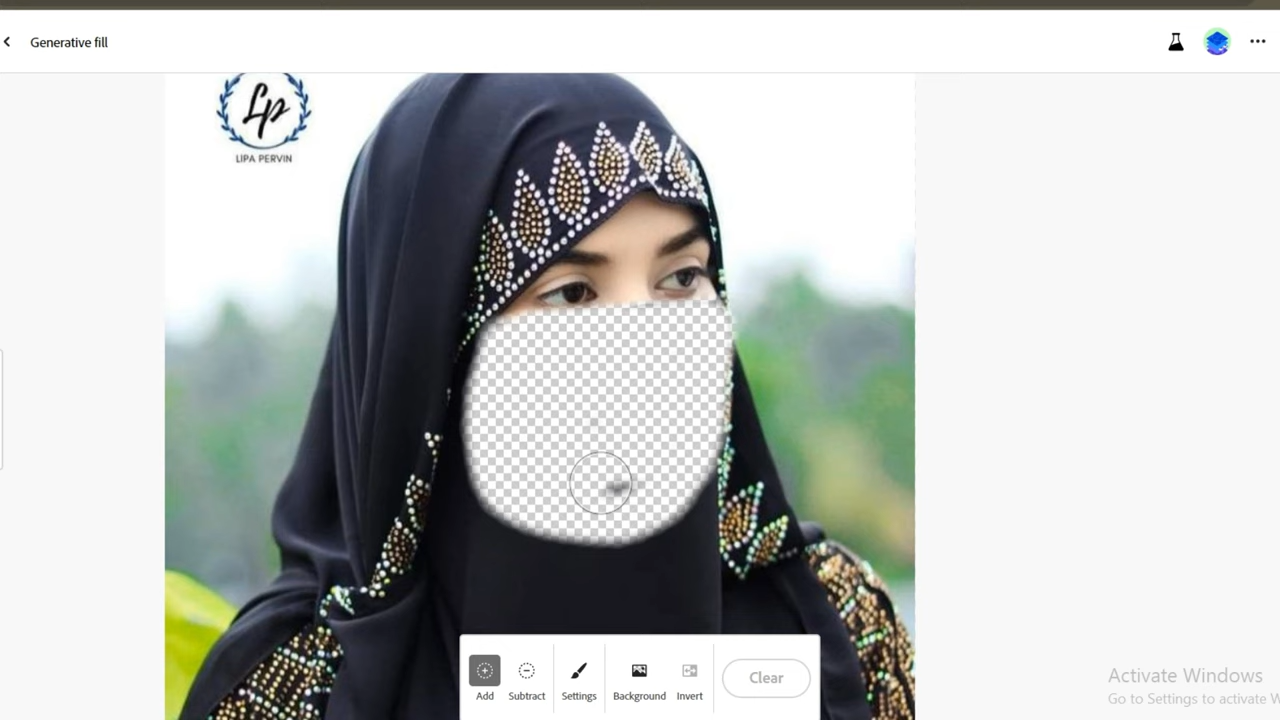 Generative fill
Lp
LIPA PERVIN
Add
Subtract
Settings
Background
Invert
Clear
Activate Windows
Go to Settings to activate W